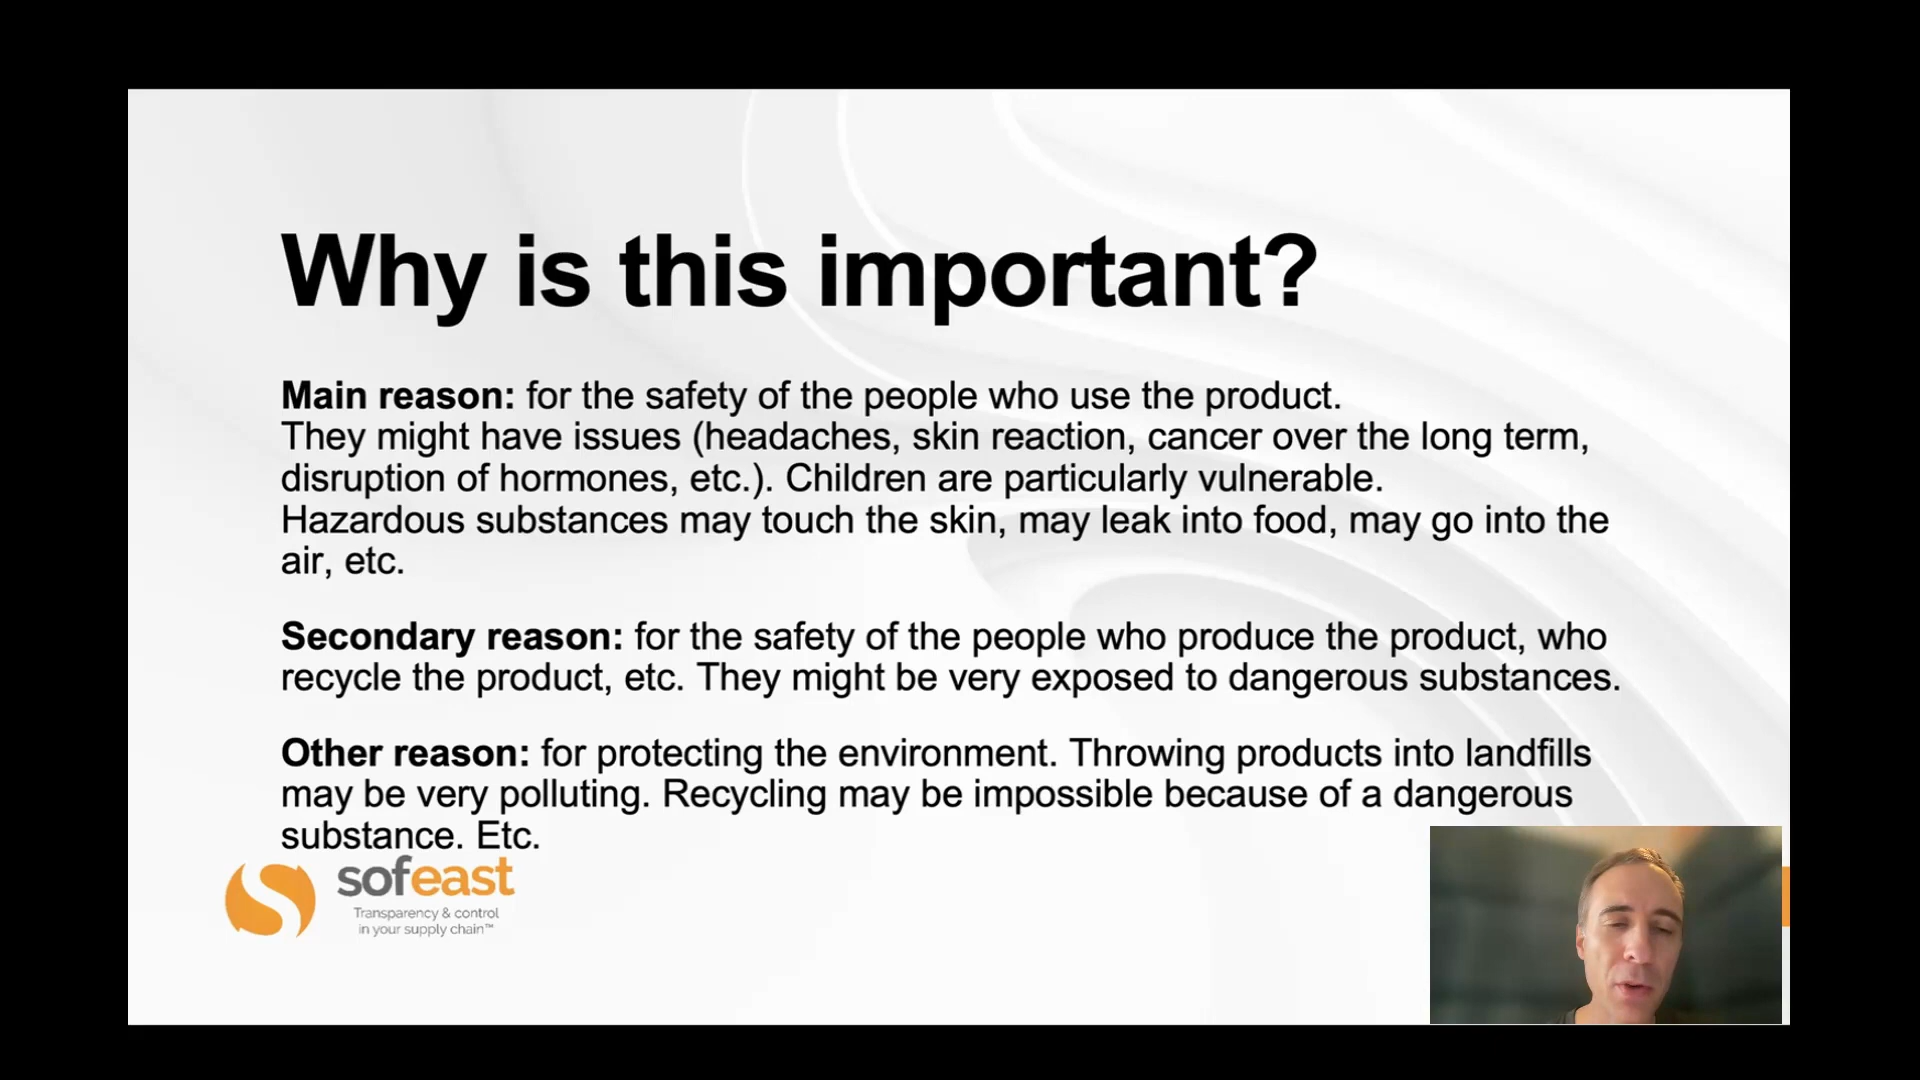 Why is this important?
Main reason: for the safety of the people who use the product.
They might have issues (headaches, skin reaction, cancer over the long term,
disruption of hormones, etc.). Children are particularly vulnerable.
Hazardous substances may touch the skin, may leak into food, may go into the
air, etc.
Secondary reason: for the safety of the people who produce the product, who
recycle the product, etc. They might be very exposed to dangerous substances.
Other reason: for protecting the environment. Throwing products into landfills
may be very polluting. Recycling may be impossible because of a dangerous
substance. Etc.
sofeast
Transparency & control
in your supply chain™